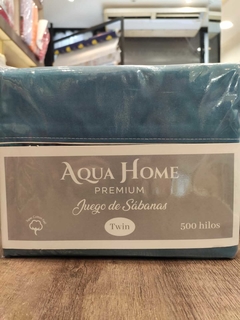 AQUA HOME
PREMIUM
Juego de Sábanas
Twin
500 hilos